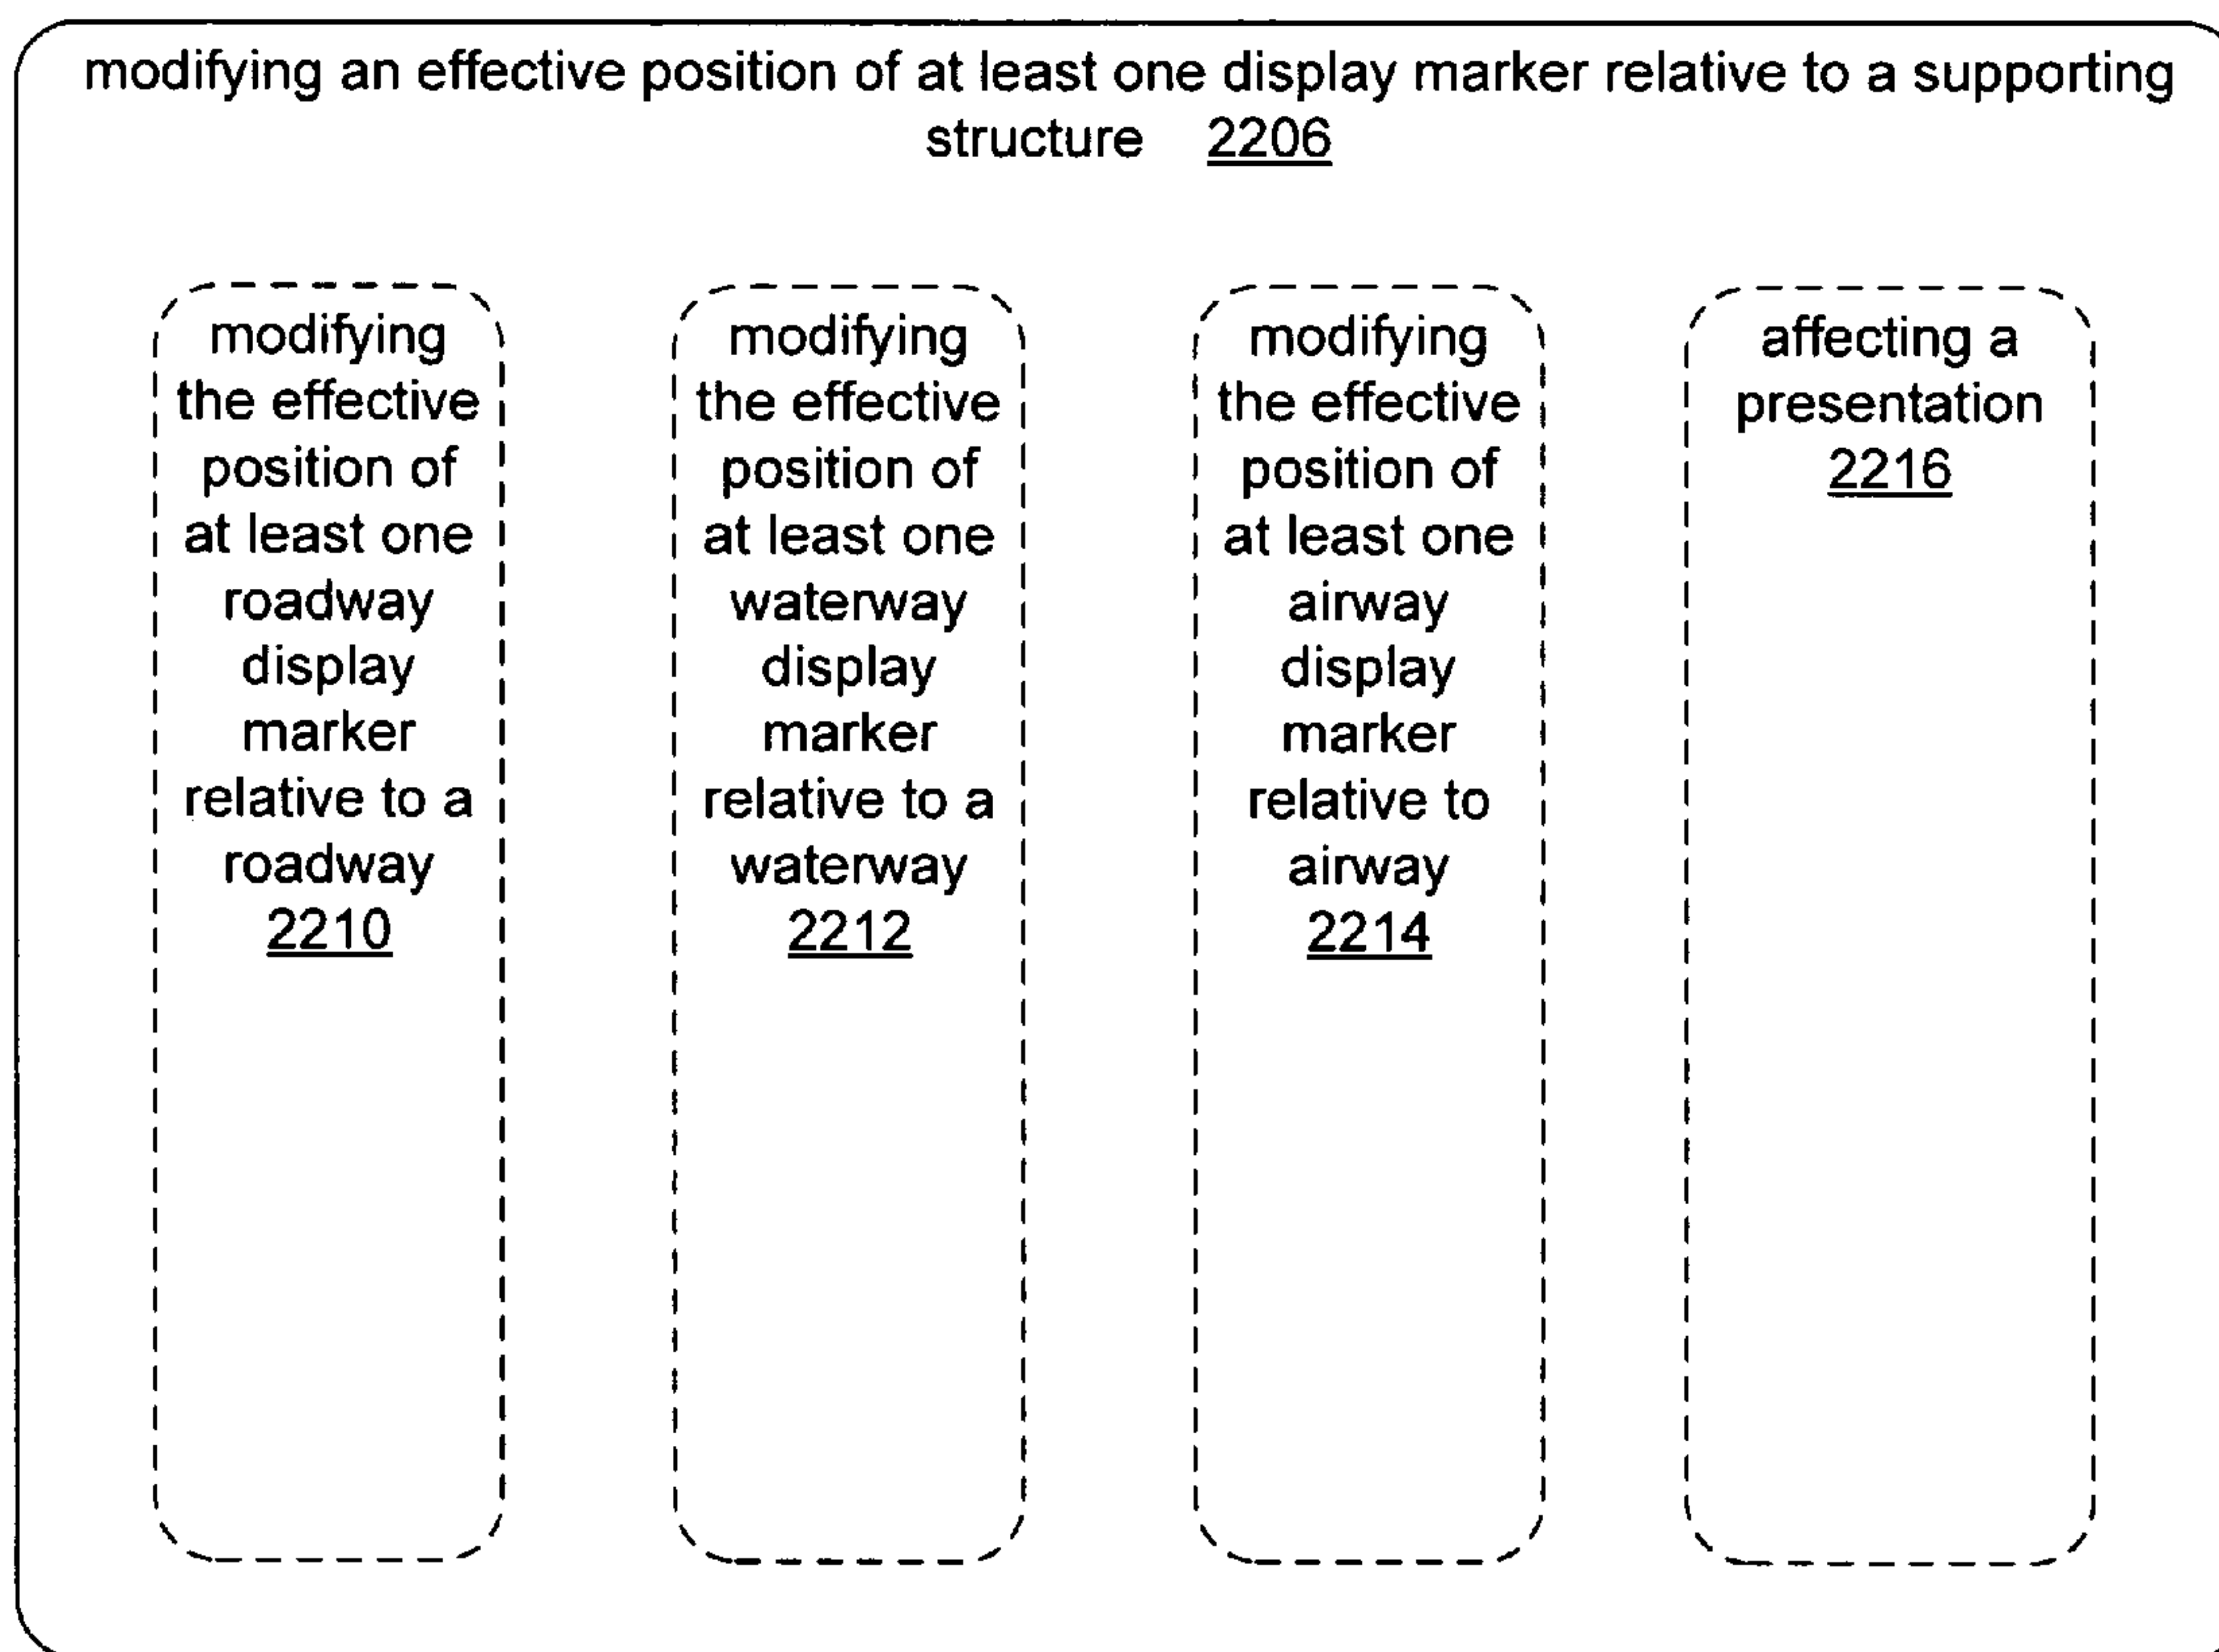 modifying an effective position of at least one display marker relative to a supporting
structure 2206
modifying
the effective
position of
at least one
roadway
display
marker
relative to a
roadway
2210
modifying
the effective
position of
at least one
waterway
display
marker
relative to a
waterway
2212
modifying
the effective
position of
at least one
airway
display
marker
relative to
airway
2214
affecting a
presentation
2216